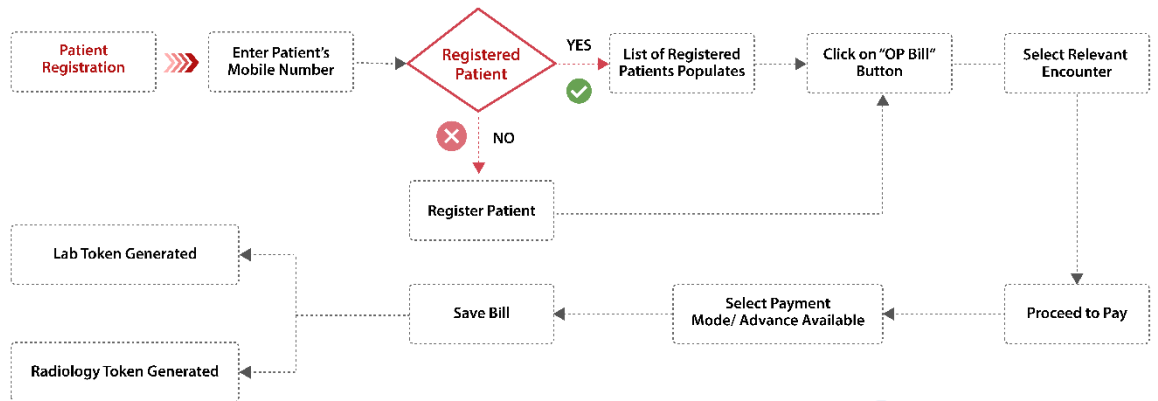 Patient
Registration
Enter Patient's
Mobile Number
Registered
Patient
YES
List of Registered
Patients Populates
Click on “OP Bill”
Button
Select Relevant
Encounter
NO
Register Patient
Lab Token Generated
Save Bill
Select Payment
Mode/ Advance Available
Proceed to Pay
Radiology Token Generated